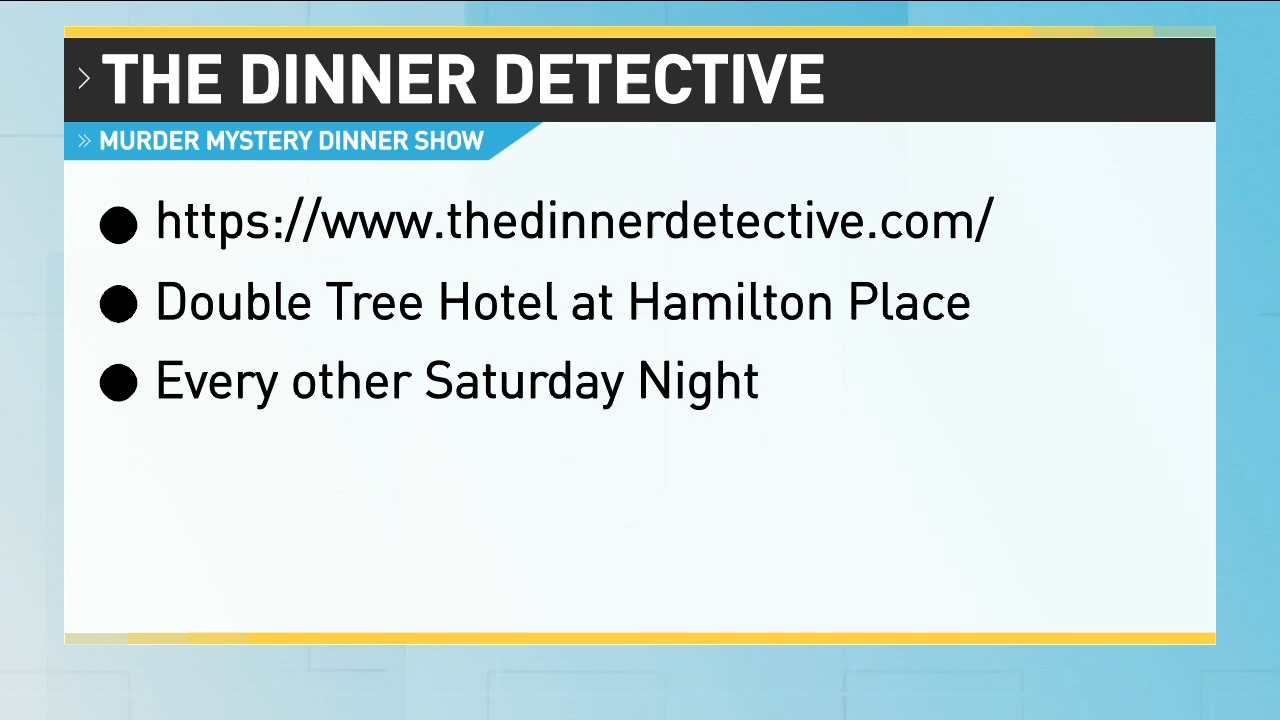 THE DINNER DETECTIVE
MURDER MYSTERY DINNER SHOW
https://www.thedinnerdetective.com/
Double Tree Hotel at Hamilton Place
Every other Saturday Night